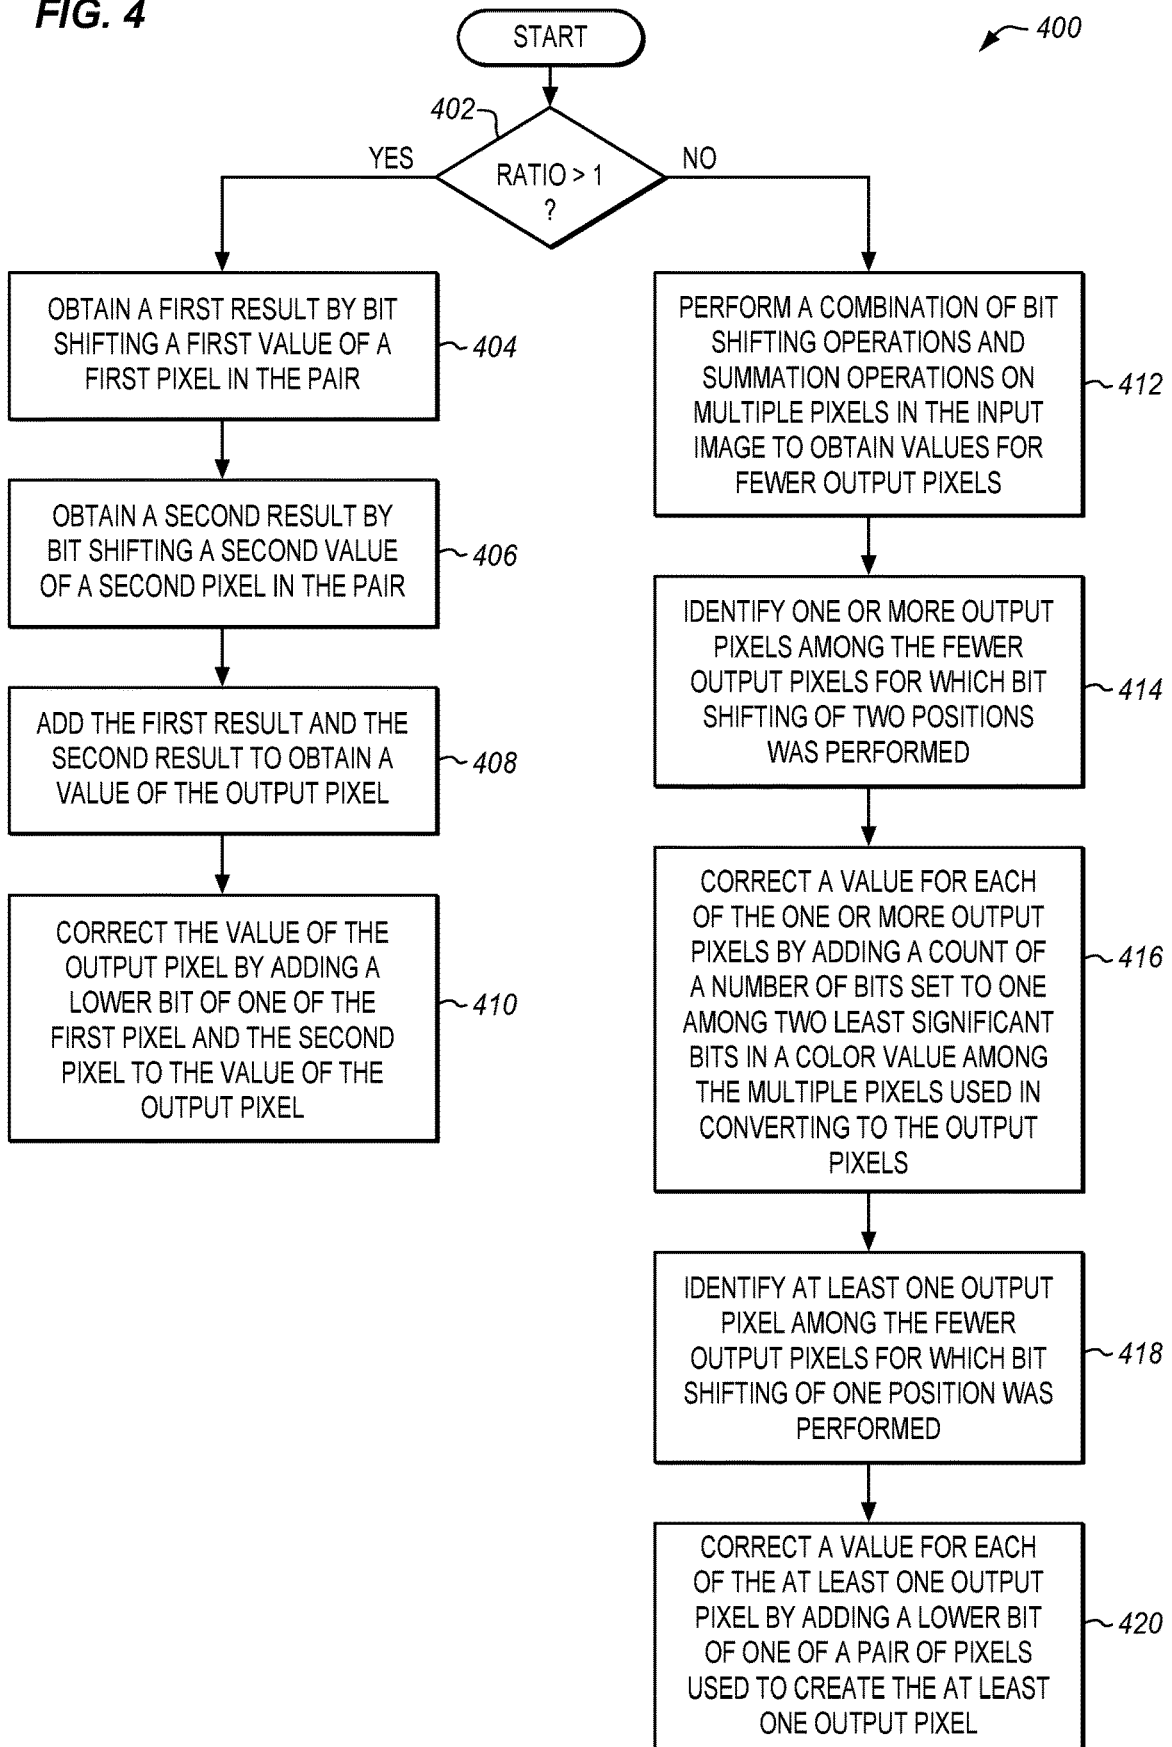 FIG. 4
START
400
402
YES
RATIO > 1
?
NO
OBTAIN A FIRST RESULT BY BIT
SHIFTING A FIRST VALUE OF A
FIRST PIXEL IN THE PAIR
404
OBTAIN A SECOND RESULT BY
BIT SHIFTING A SECOND VALUE
OF A SECOND PIXEL IN THE PAIR
406
ADD THE FIRST RESULT AND THE
SECOND RESULT TO OBTAIN A
VALUE OF THE OUTPUT PIXEL
408
CORRECT THE VALUE OF THE
OUTPUT PIXEL BY ADDING A
LOWER BIT OF ONE OF THE
FIRST PIXEL AND THE SECOND
PIXEL TO THE VALUE OF THE
OUTPUT PIXEL
410
PERFORM A COMBINATION OF BIT
SHIFTING OPERATIONS AND
SUMMATION OPERATIONS ON
MULTIPLE PIXELS IN THE INPUT
IMAGE TO OBTAIN VALUES FOR
FEWER OUTPUT PIXELS
412
IDENTIFY ONE OR MORE OUTPUT
PIXELS AMONG THE FEWER
OUTPUT PIXELS FOR WHICH BIT
SHIFTING OF TWO POSITIONS
WAS PERFORMED
414
CORRECT A VALUE FOR EACH
OF THE ONE OR MORE OUTPUT
PIXELS BY ADDING A COUNT OF
A NUMBER OF BITS SET TO ONE
AMONG TWO LEAST SIGNIFICANT
BITS IN A COLOR VALUE AMONG
THE MULTIPLE PIXELS USED IN
CONVERTING TO THE OUTPUT
PIXELS
416
IDENTIFY AT LEAST ONE OUTPUT
PIXEL AMONG THE FEWER
OUTPUT PIXELS FOR WHICH BIT
SHIFTING OF ONE POSITION WAS
PERFORMED
418
CORRECT A VALUE FOR EACH
OF THE AT LEAST ONE OUTPUT
PIXEL BY ADDING A LOWER BIT
OF ONE OF A PAIR OF PIXELS
USED TO CREATE THE AT LEAST
ONE OUTPUT PIXEL
420